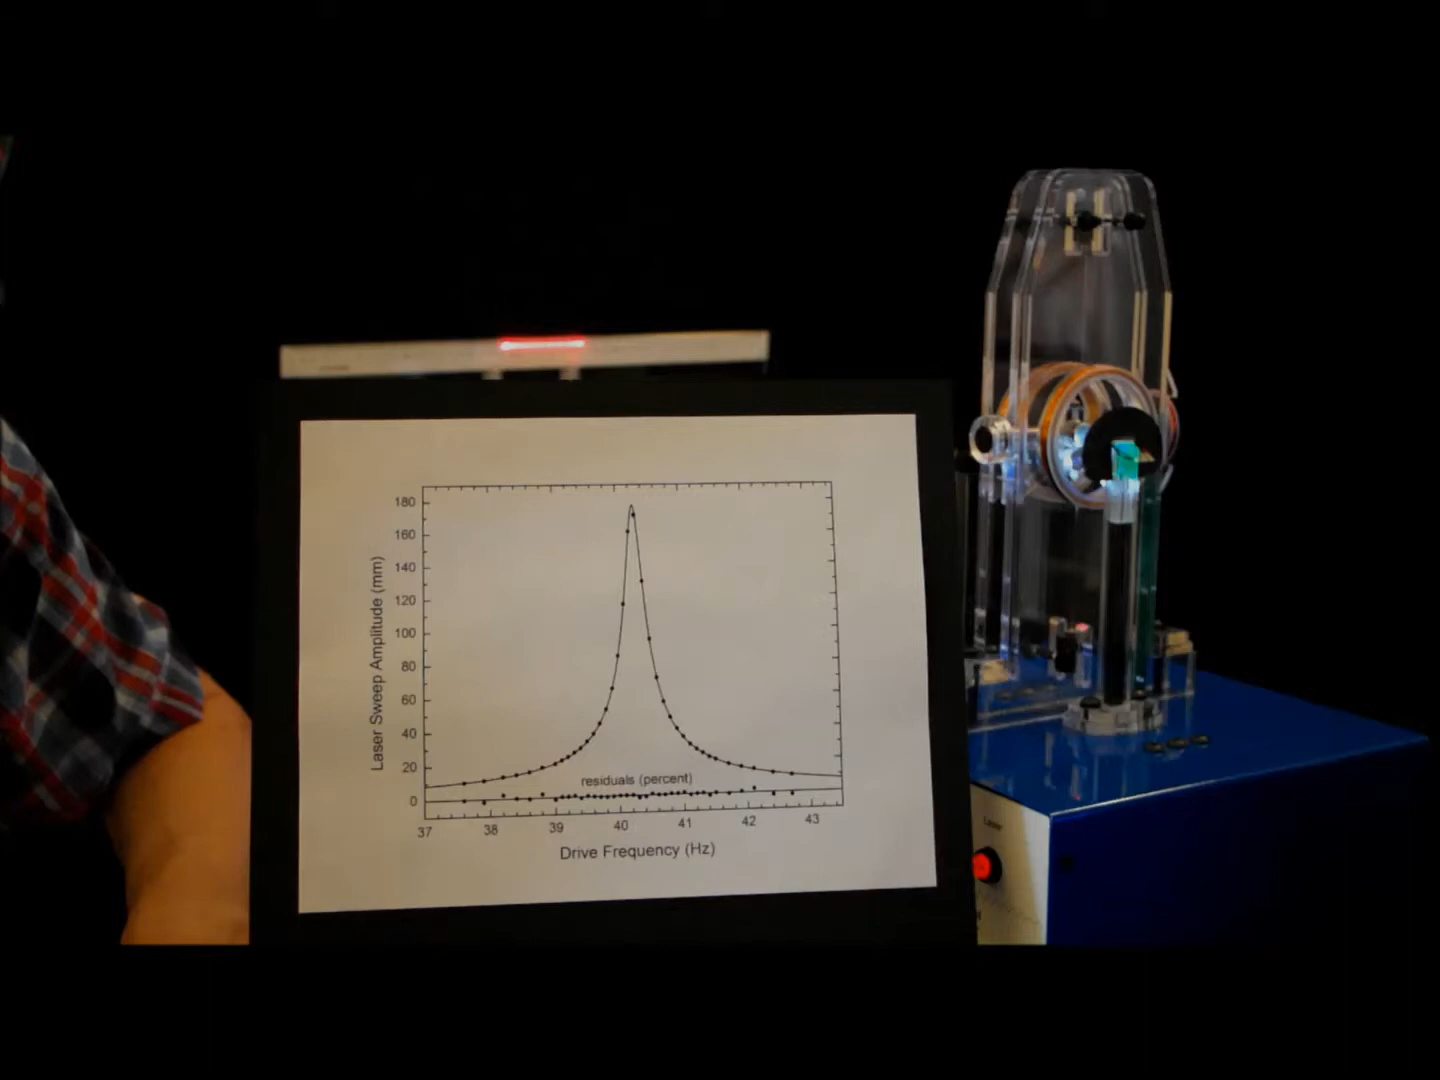 180
160
140
120
100
80
60
40
20
0
Laser Sweep Amplitude (mm)
residuals (percent)
37 38 39 40 41 42 43
Drive Frequency (Hz)
Laser